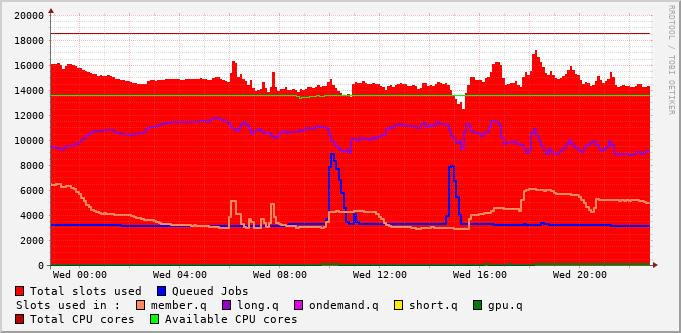 20000
18000
16000
14000
12000
10000
8000
6000
4000
2000
0
Wed 00:00 Wed 04:00 Wed 08:00 Wed 12:00 Wed 16:00 Wed 20:00
Total slots used Queued Jobs
Slots used in : member.q long.q ondemand.q short.q gpu.q
Total CPU cores Available CPU cores
RRDTOOL / TOBI OETIKER